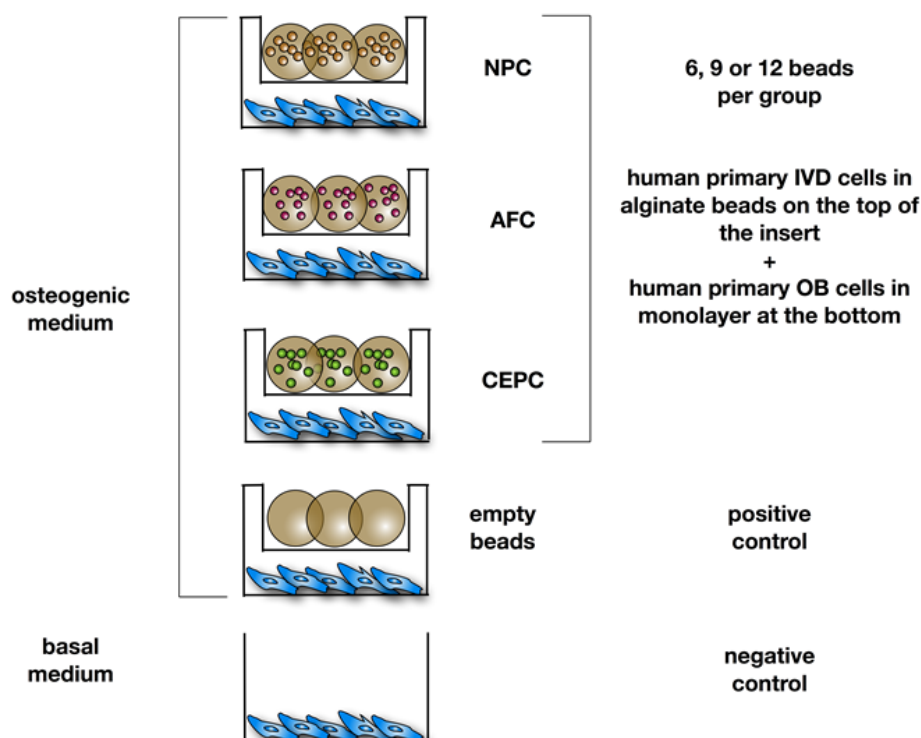 NPC
6, 9 or 12 beads
per group
AFC
human primary IVD cells in
alginate beads on the top of
the insert
+
human primary OB cells in
monolayer at the bottom
osteogenic
medium
CEPC
empty
beads
positive
control
basal
medium
negative
control